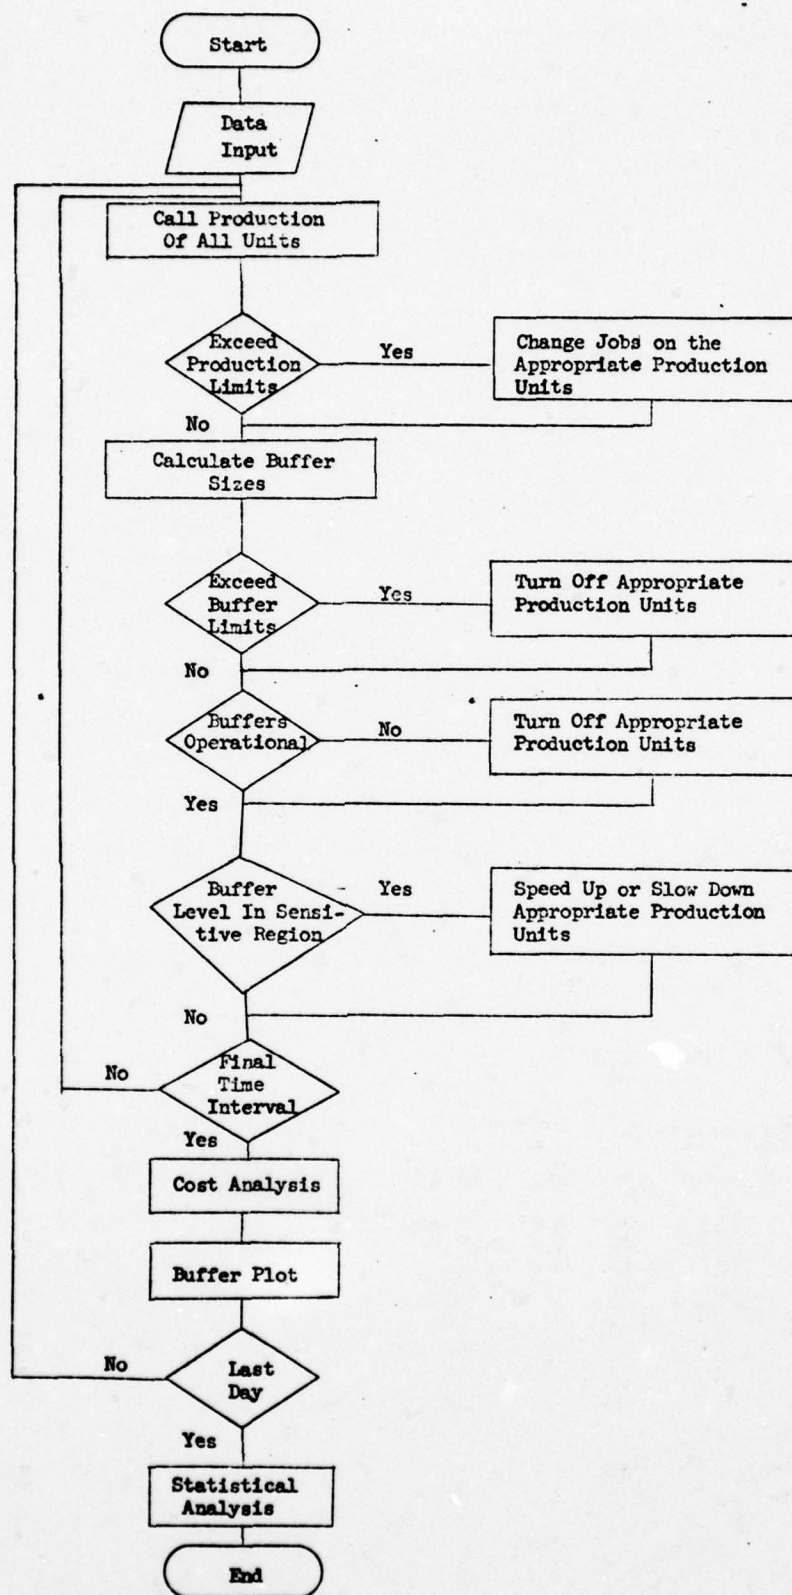 Start
Data
Input
Call Production
Of All Units
Exceed
Production
Limits
Yes
Change Jobs on the
Appropriate Production
Units
No
Calculate Buffer
Sizes
Exceed
Buffer
Limits
Yes
Turn Off Appropriate
Production Units
No
Buffers
Operational
No
Turn Off Appropriate
Production Units
Yes
Buffer
Level In Sensi-
tive Region
Yes
Speed Up or Slow Down
Appropriate Production
Units
No
Final
Time
Interval
No
Yes
Cost Analysis
Buffer Plot
Last
Day
No
Yes
Statistical
Analysis
End